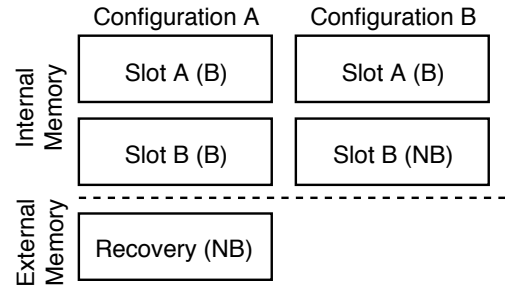 Configuration A
Configuration B
Internal
Memory
Slot A (B)
Slot A (B)
Slot B (B)
Slot B (NB)
External
Memory
Recovery (NB)